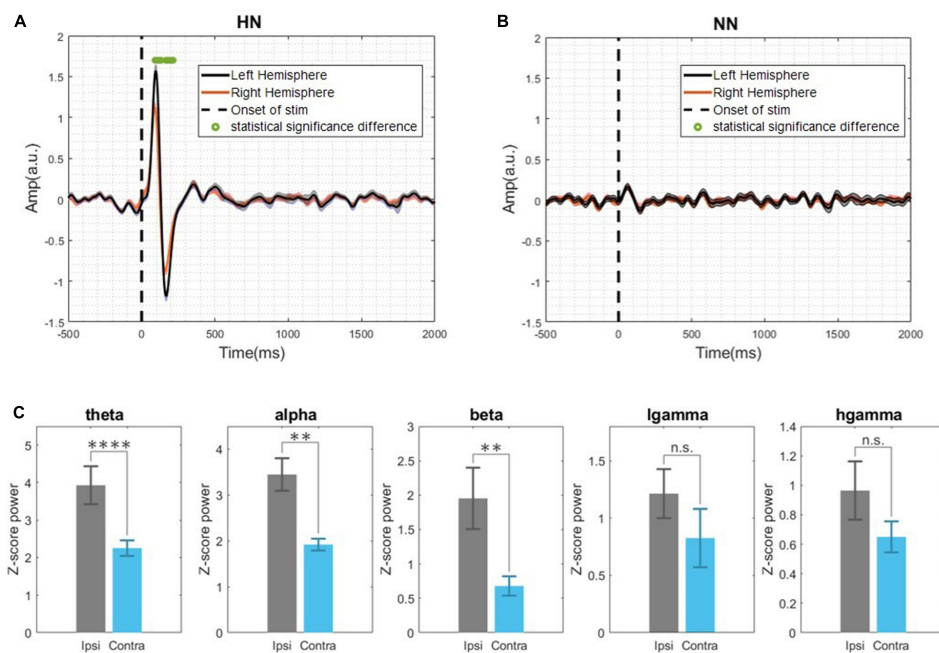 A
HN
2
1.5
1
0.5
0
-0.5
-1
-1.5
Amp(a.u.)
Left Hemisphere
Right Hemisphere
Onset of stim
statistical significance difference
-500 0 500 1000 1500 2000
Time(ms)
B
NN
2
1.5
1
0.5
0
-0.5
-1
-1.5
Amp(a.u.)
Left Hemisphere
Right Hemisphere
Onset of stim
statistical significance difference
-500 0 500 1000 1500 2000
Time(ms)
C
theta
5
4
3
2
1
0
Z-score power
****
Ipsi Contra
alpha
4
3
2
1
0
Z-score power
**
Ipsi Contra
beta
3
2.5
2
1.5
1
0.5
0
Z-score power
**
Ipsi Contra
lgamma
1.5
1
0.5
0
Z-score power
n.s.
Ipsi Contra
hgamma
1.4
1.2
1
0.8
0.6
0.4
0.2
0
Z-score power
n.s.
Ipsi Contra